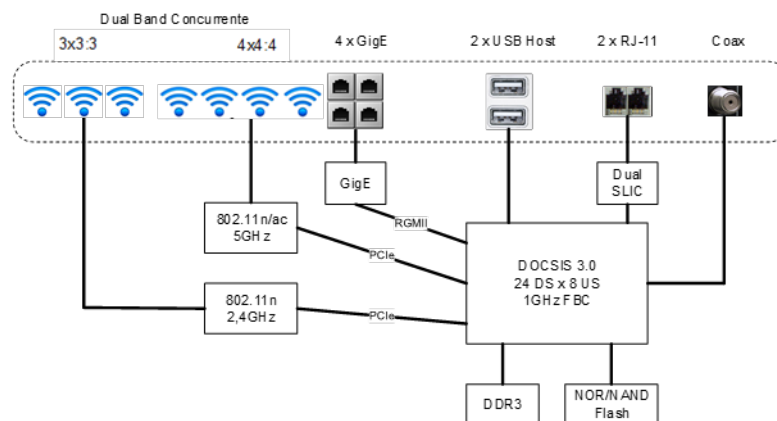 Dual Band Concurrente
3x3:3
4x4:4
4 x GigE
2 x USB Host
2 x RJ-11
Coax
GigE
Dual
SLIC
802.11n/ac
5GHz
RGMII
PCIe
DOCSIS 3.0
24 DS x 8 US
1GHz FBC
802.11n
2,4GHz
PCIe
DDR3
NOR/NAND
Flash